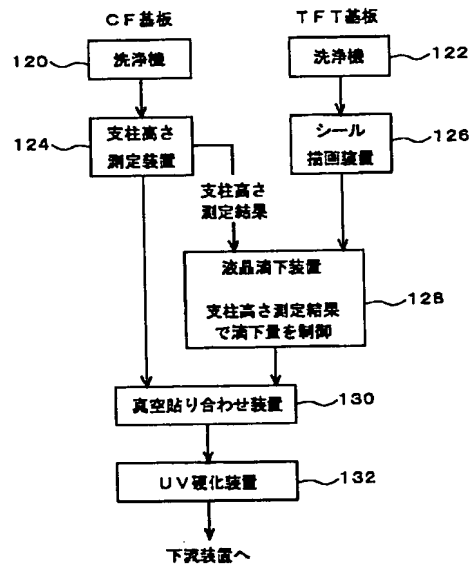 CF基板
TFT基板
120
洗浄機
洗浄機
122
124
支柱高さ
測定装置
シール
描画装置
126
支柱高さ
測定結果
液晶滴下装置
支柱高さ測定結果
で滴下量を制御
128
真空貼り合わせ装置
130
UV硬化装置
132
下流装置へ